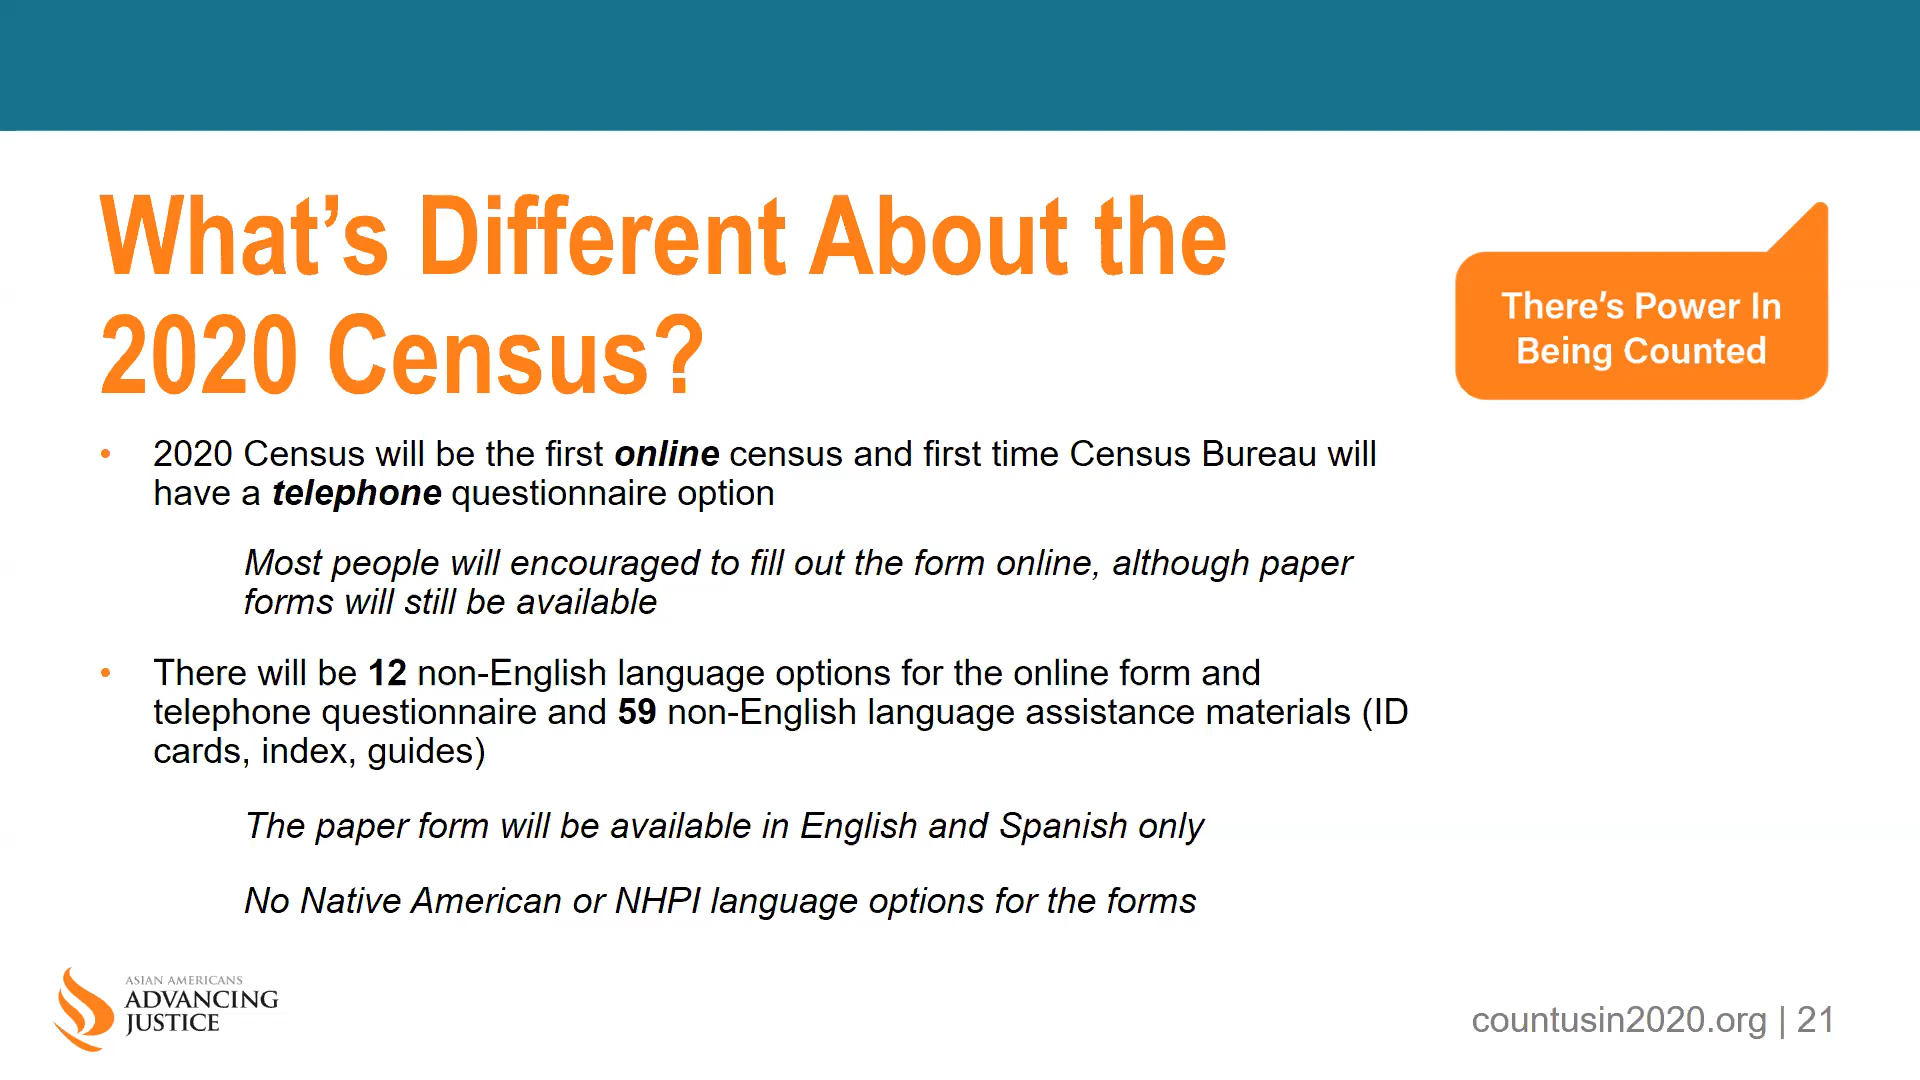 What’s Different About the
2020 Census?
There’s Power In
Being Counted
• 2020 Census will be the first online census and first time Census Bureau will
have a telephone questionnaire option
Most people will encouraged to fill out the form online, although paper
forms will still be available
• There will be 12 non-English language options for the online form and
telephone questionnaire and 59 non-English language assistance materials (ID
cards, index, guides)
The paper form will be available in English and Spanish only
No Native American or NHPI language options for the forms
ASIAN AMERICANS
ADVANCING
JUSTICE
countusin2020.org | 21